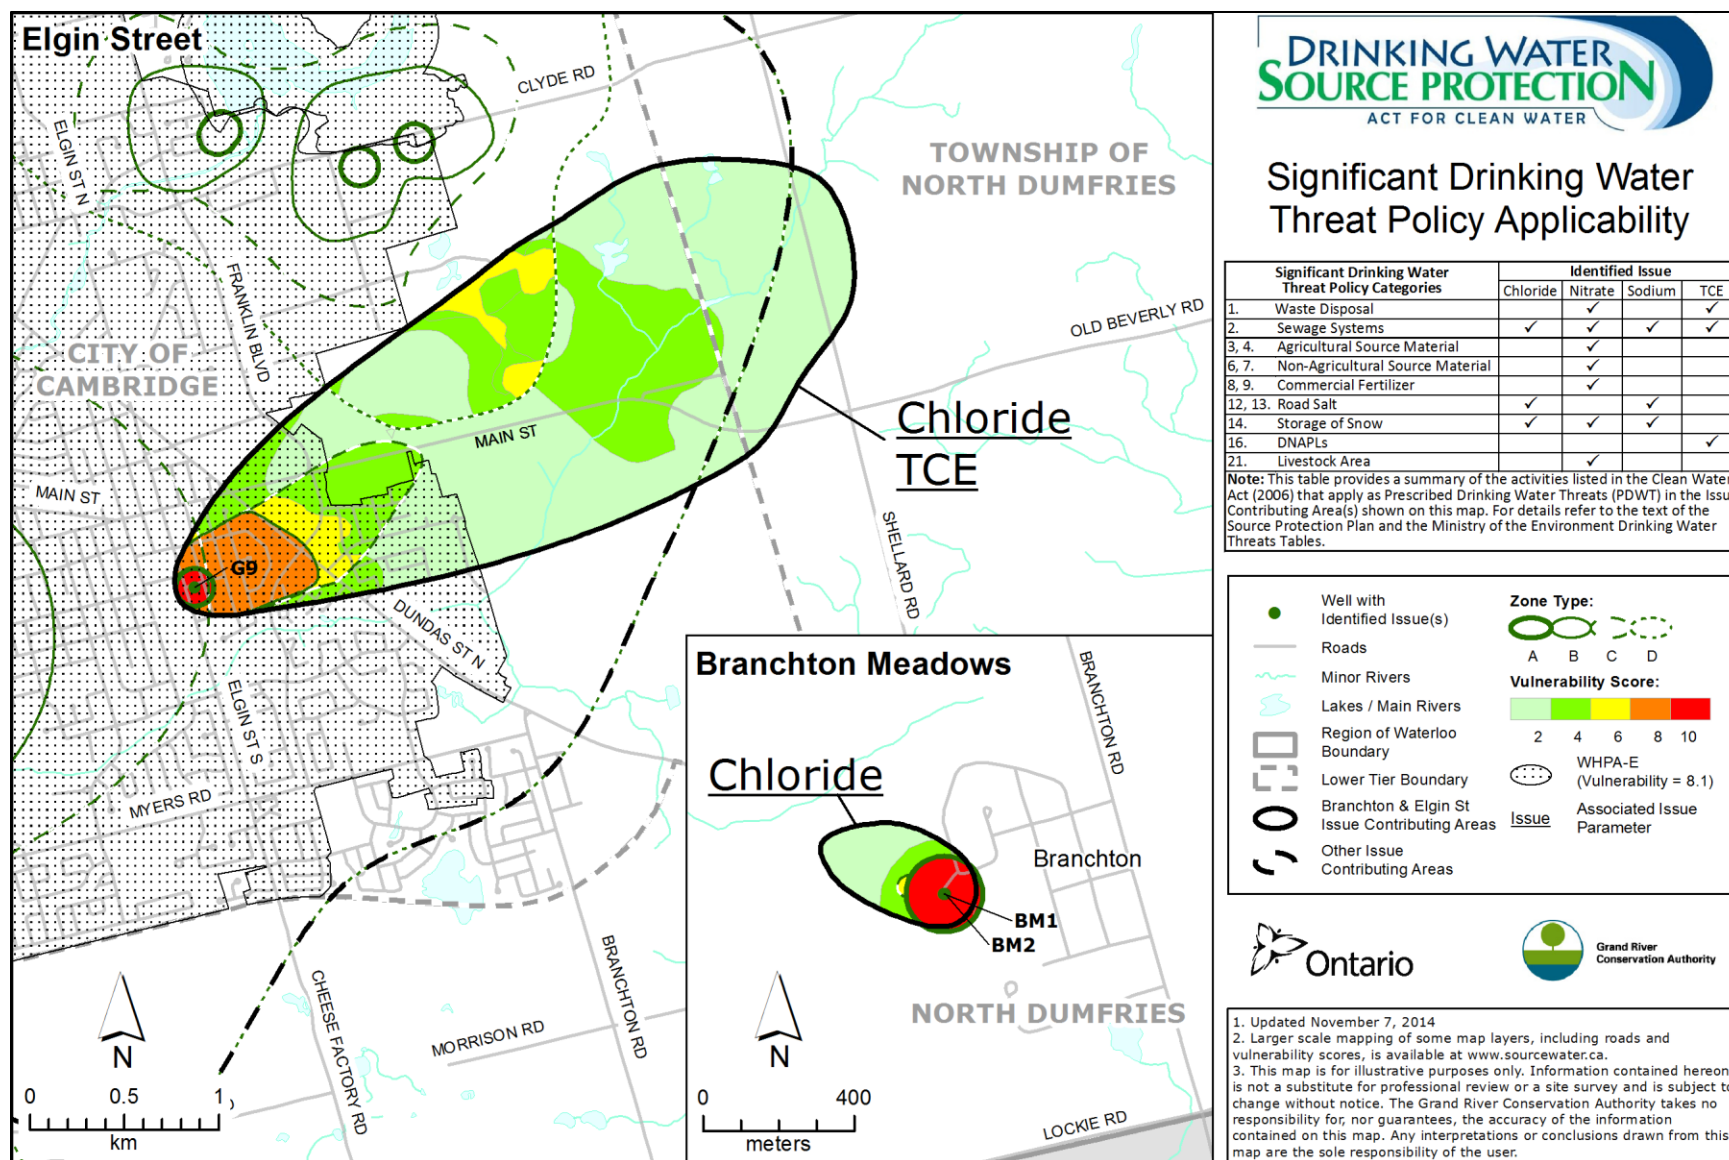 Elgin Street
CLYDE RD
ELGIN ST N
TOWNSHIP OF
NORTH DUMFRIES
FRANKLIN BLVD
CITY OF
CAMBRIDGE
OLD BEVERLY RD
Chloride
TCE
MAIN ST
MAIN ST
G9
SHELLARD RD
DUNDAS ST N
ELGIN ST S
MYERS RD
CHEESE FACTORY RD
BRANCHTON RD
MORRISON RD
N
0 0.5 1
km
Branchton Meadows
BRANCHTON RD
Chloride
Branchton
BM1
BM2
NORTH DUMFRIES
N
0 400
meters
LOCKIE RD
DRINKING WATER
SOURCE PROTECTION
ACT FOR CLEAN WATER
Significant Drinking Water
Threat Policy Applicability
Significant Drinking Water
Threat Policy Categories
Identified Issue
Chloride Nitrate Sodium TCE
1. Waste Disposal ✓ ✓
2. Sewage Systems ✓ ✓ ✓ ✓
3, 4. Agricultural Source Material ✓
6, 7. Non-Agricultural Source Material ✓
8, 9. Commercial Fertilizer ✓
12, 13. Road Salt ✓ ✓
14. Storage of Snow ✓ ✓ ✓
16. DNAPLs ✓
21. Livestock Area ✓
Note: This table provides a summary of the activities listed in the Clean Water
Act (2006) that apply as Prescribed Drinking Water Threats (PDWT) in the Issu
Contributing Area(s) shown on this map. For details refer to the text of the
Source Protection Plan and the Ministry of the Environment Drinking Water
Threats Tables.
Well with
Identified Issue(s)
Roads
Minor Rivers
Lakes / Main Rivers
Region of Waterloo
Boundary
Lower Tier Boundary
Branchton & Elgin St
Issue Contributing Areas
Other Issue
Contributing Areas
Zone Type:
A B C D
Vulnerability Score:
2 4 6 8 10
WHPA-E
(Vulnerability = 8.1)
Issue
Associated Issue
Parameter
Ontario
Grand River
Conservation Authority
1. Updated November 7, 2014
2. Larger scale mapping of some map layers, including roads and
vulnerability scores, is available at www.sourcewater.ca.
3. This map is for illustrative purposes only. Information contained hereon
is not a substitute for professional review or a site survey and is subject to
change without notice. The Grand River Conservation Authority takes no
responsibility for, nor guarantees, the accuracy of the information
contained on this map. Any interpretations or conclusions drawn from this
map are the sole responsibility of the user.